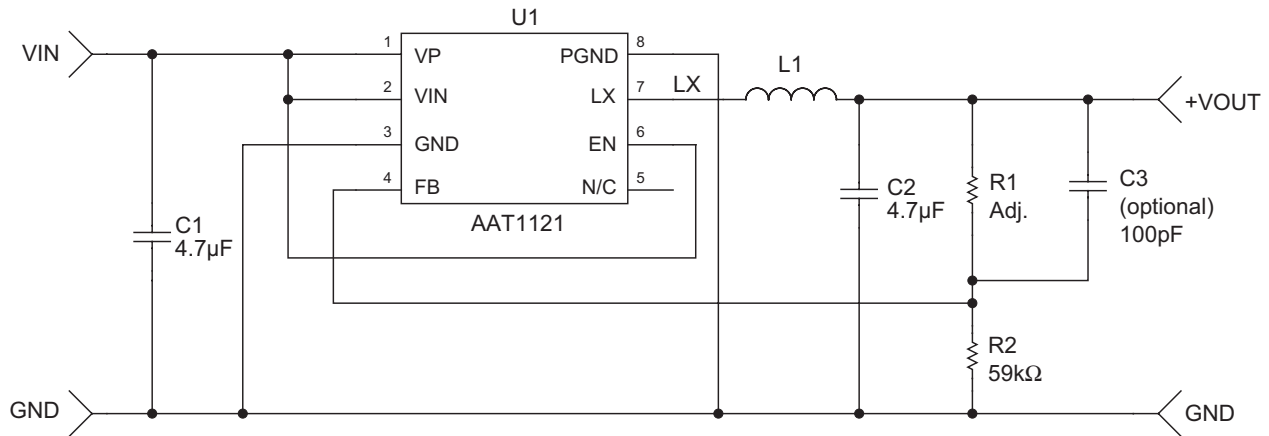 U1
VIN
1
VP
PGND
8
L1
2
VIN
LX
7
LX
+VOUT
3
GND
EN
6
4
FB
N/C
5
AAT1121
C1
4.7µF
C2
4.7µF
R1
Adj.
C3
(optional)
100pF
R2
59kΩ
GND
GND